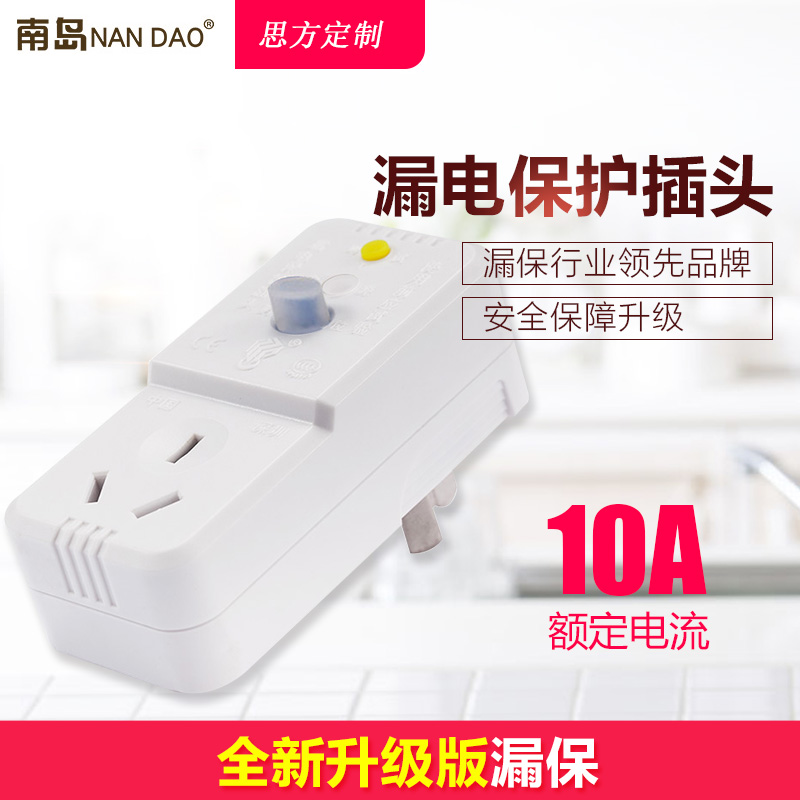 南岛NAN DAO®
思方定制
漏电保护插头
漏保行业领先品牌
安全保障升级
10A
额定电流
全新升级版漏保